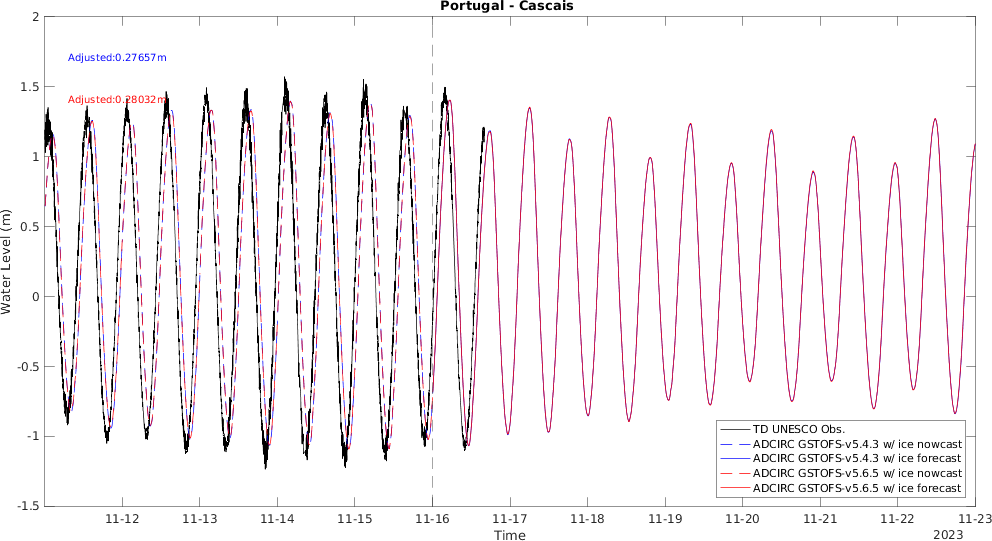 Portugal - Cascais
Adjusted:0.27657m
Adjusted:0.28032m
Water Level (m)
2
1.5
1
0.5
0
-0.5
-1
-1.5
TD UNESCO Obs.
ADCIRC GSTOFS-v5.4.3 w/ ice nowcast
ADCIRC GSTOFS-v5.4.3 w/ ice forecast
ADCIRC GSTOFS-v5.6.5 w/ ice nowcast
ADCIRC GSTOFS-v5.6.5 w/ ice forecast
11-12 11-13 11-14 11-15 11-16 11-17 11-18 11-19 11-20 11-21 11-22 11-23
Time
2023